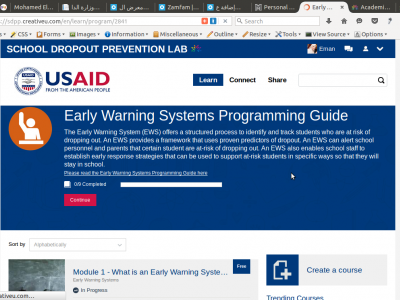 Mohamed El
Zamfam |
Personal
Early
Academi
sdpp.creativeu.com/en/learn/program/2041
Search
CSS Forms Images Information Miscellaneous Outline Resize Tools View Source Options
SCHOOL DROPOUT PREVENTION LAB
Eman
USAID
FROM THE AMERICAN PEOPLE
Learn Connect Share
Early Warning Systems Programming Guide
The Early Warning System (EWS) offers a structured process to identify and track students who are at risk of
dropping out. An EWS provides a framework that uses proven predictors of dropout. An EWS can alert school
personnel and parents that certain student are at-risk of dropping out. An EWS also enables school staff to
establish early response strategies that can be used to support at-risk students in specific ways so that they will
stay in school.
Please read the Early Warning Systems Programming Guide here
0/9 Completed
Continue
Sort by Alphabetically
Module 1 - What is an Early Warning Syste...
Early Warning Systems
In Progress
Free
Create a course
Trending Courses
creativeu.com...